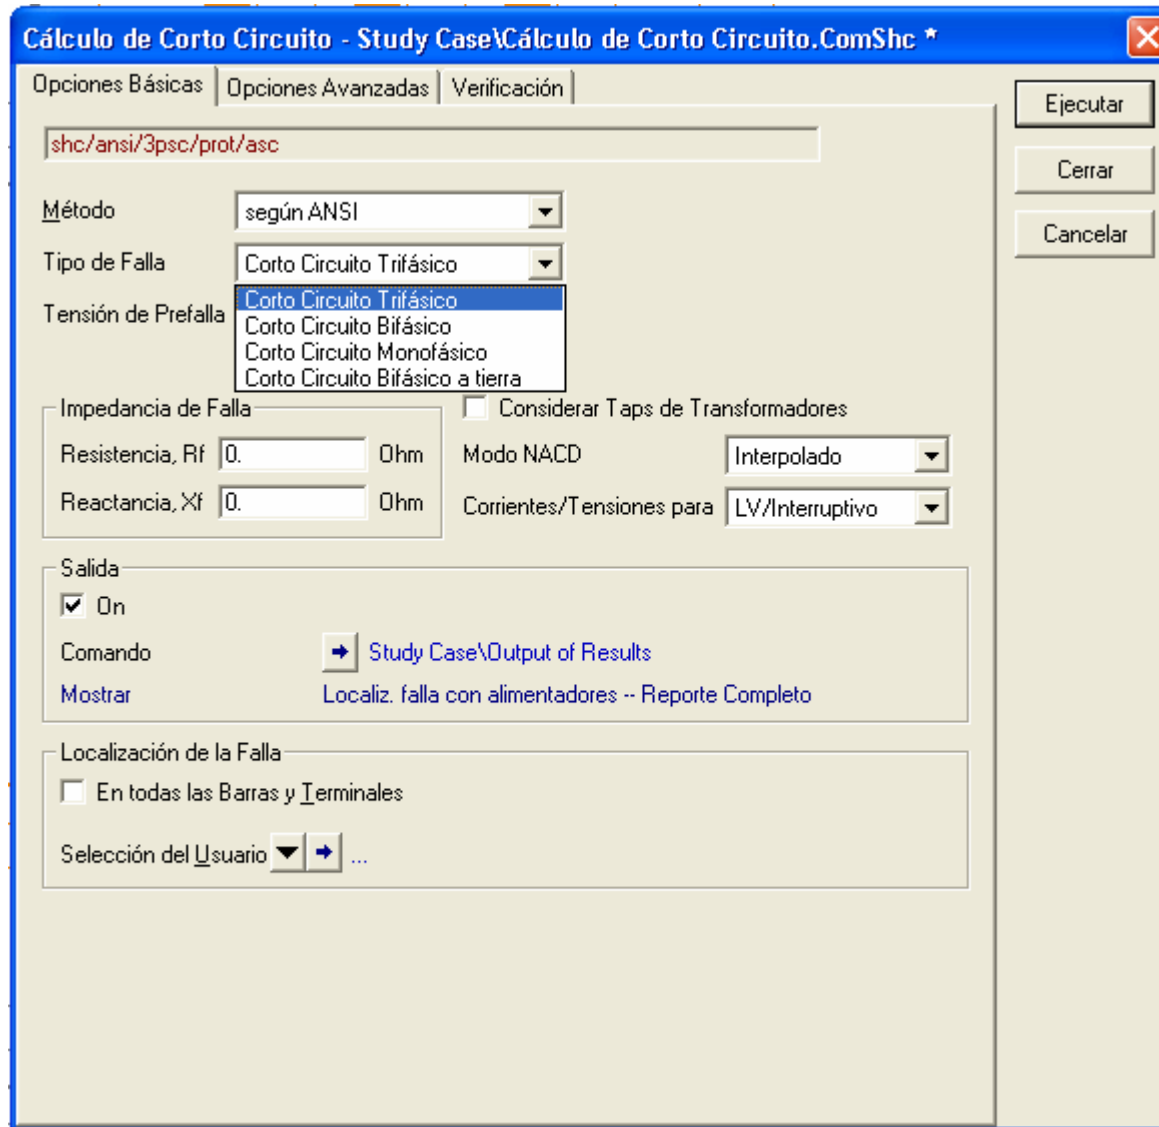 Cálculo de Corto Circuito - Study Case\Cálculo de Corto Circuito.ComShc *
Opciones Básicas
Opciones Avanzadas
Verificación
Ejecutar
Cerrar
Cancelar
shc/ansi/3psc/prot/asc
Método
según ANSI
Tipo de Falla
Corto Circuito Trifásico
Corto Circuito Trifásico
Corto Circuito Bifásico
Corto Circuito Monofásico
Corto Circuito Bifásico a tierra
Tensión de Prefalla
Impedancia de Falla
Resistencia, Rf 0. Ohm
Reactancia, Xf 0. Ohm
Considerar Taps de Transformadores
Modo NACD Interpolado
Corrientes/Tensiones para LV/Interruptivo
Salida
On
Comando Study Case\Output of Results
Mostrar Localiz. falla con alimentadores -- Reporte Completo
Localización de la Falla
En todas las Barras y Terminales
Selección del Usuario ...